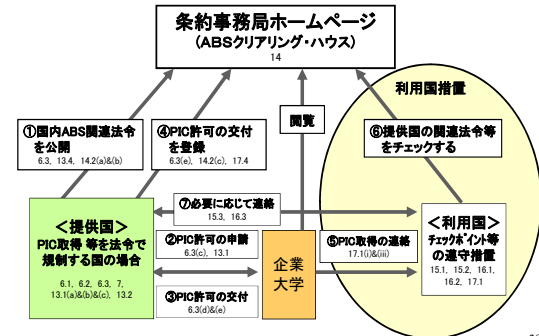 条約事務局ホームページ
(ABSクリアリング・ハウス)
14
利用国措置
①国内ABS関連法令
を公開
6.3, 13.4, 14.2(a)&(b)
④PIC許可の交付
を登録
6.3(e), 14.2(c), 17.4
閲覧
⑥提供国の関連法令等
をチェックする
⑦必要に応じて連絡
15.3, 16.3
＜提供国＞
PIC取得 等を法令で
規制する国の場合
6.1, 6.2, 6.3, 7,
13.1(a)&(b)&(c), 13.2
②PIC許可の申請
6.3(c), 13.1
③PIC許可の交付
6.3(d)&(e)
企業
大学
⑤PIC取得の連絡
17.1(i)&(iii)
＜利用国＞
ﾁｪｯｸﾎﾟｲﾝﾄ等
の遵守措置
15.1, 15.2, 16.1,
16.2, 17.1